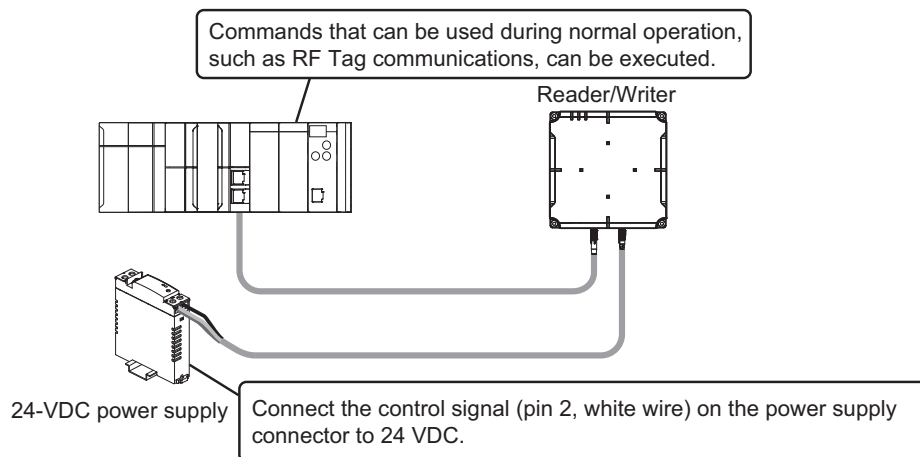 Commands that can be used during normal operation,
such as RF Tag communications, can be executed.
Reader/Writer
24-VDC power supply
Connect the control signal (pin 2, white wire) on the power supply
connector to 24 VDC.